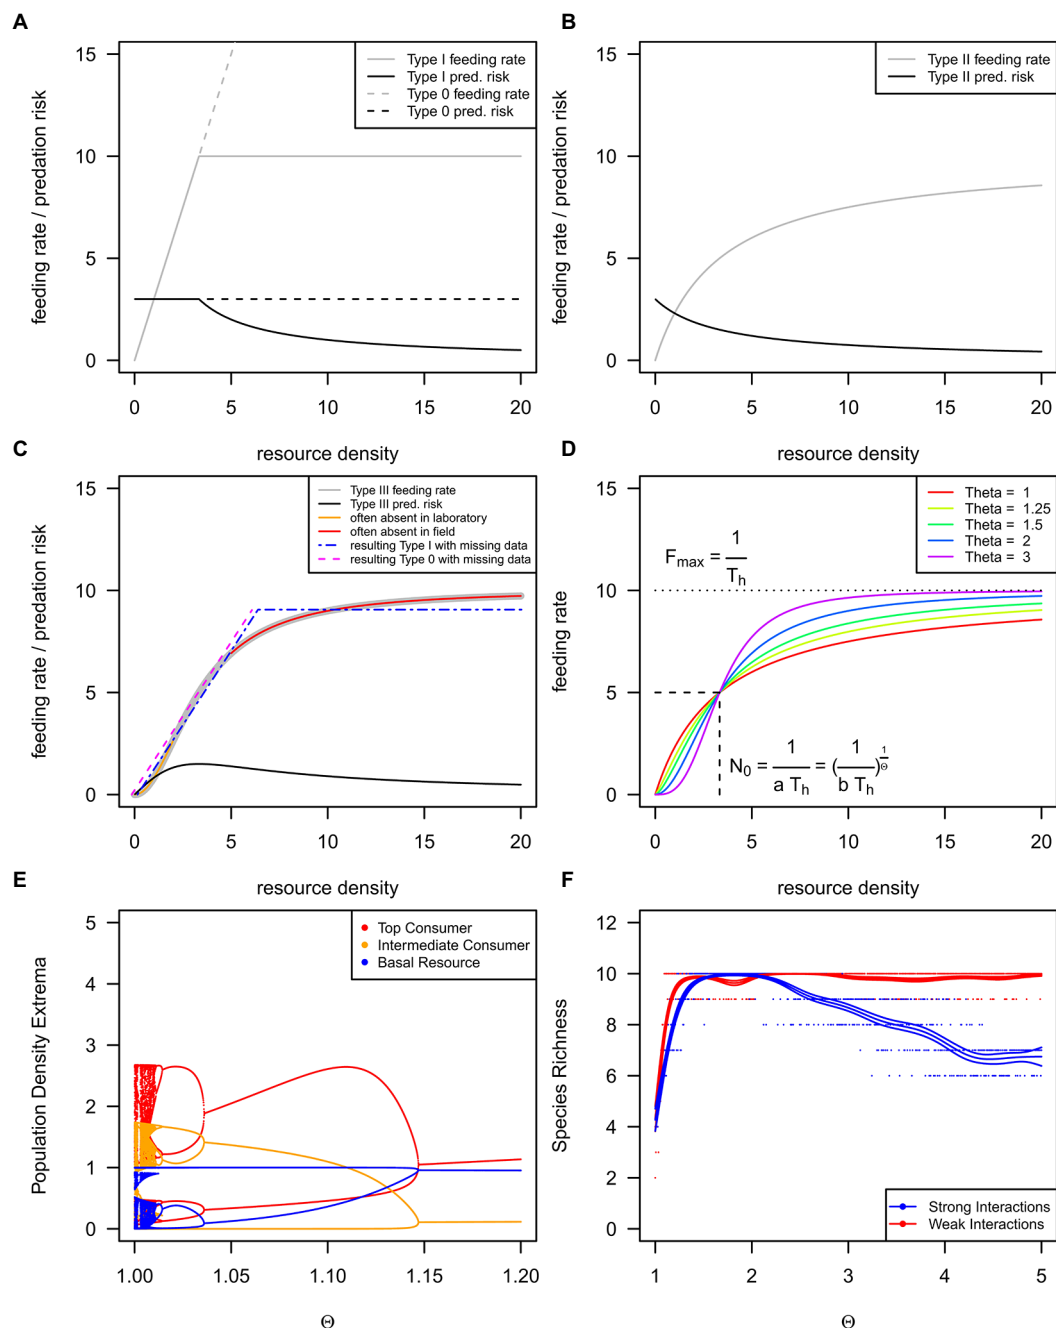 A
feeding rate / predation risk
15
10
5
0
0 5 10 15 20
resource density
Type I feeding rate
Type I pred. risk
Type 0 feeding rate
Type 0 pred. risk
B
feeding rate / predation risk
15
10
5
0
0 5 10 15 20
Type II feeding rate
Type II pred. risk
C
feeding rate / predation risk
15
10
5
0
0 5 10 15 20
resource density
Type III feeding rate
Type III pred. risk
often absent in laboratory
often absent in field
resulting Type I with missing data
resulting Type 0 with missing data
D
feeding rate
15
10
5
0
0 5 10 15 20
resource density
Theta = 1
Theta = 1.25
Theta = 1.5
Theta = 2
Theta = 3
F_max = 1 / T_h
N_0 = 1 / (a T_h) = (1 / (b T_h))^(1/Θ)
E
Population Density Extrema
5
4
3
2
1
0
1.00 1.05 1.10 1.15 1.20
Θ
Top Consumer
Intermediate Consumer
Basal Resource
F
Species Richness
12
10
8
6
4
2
0
1 2 3 4 5
Θ
Strong Interactions
Weak Interactions